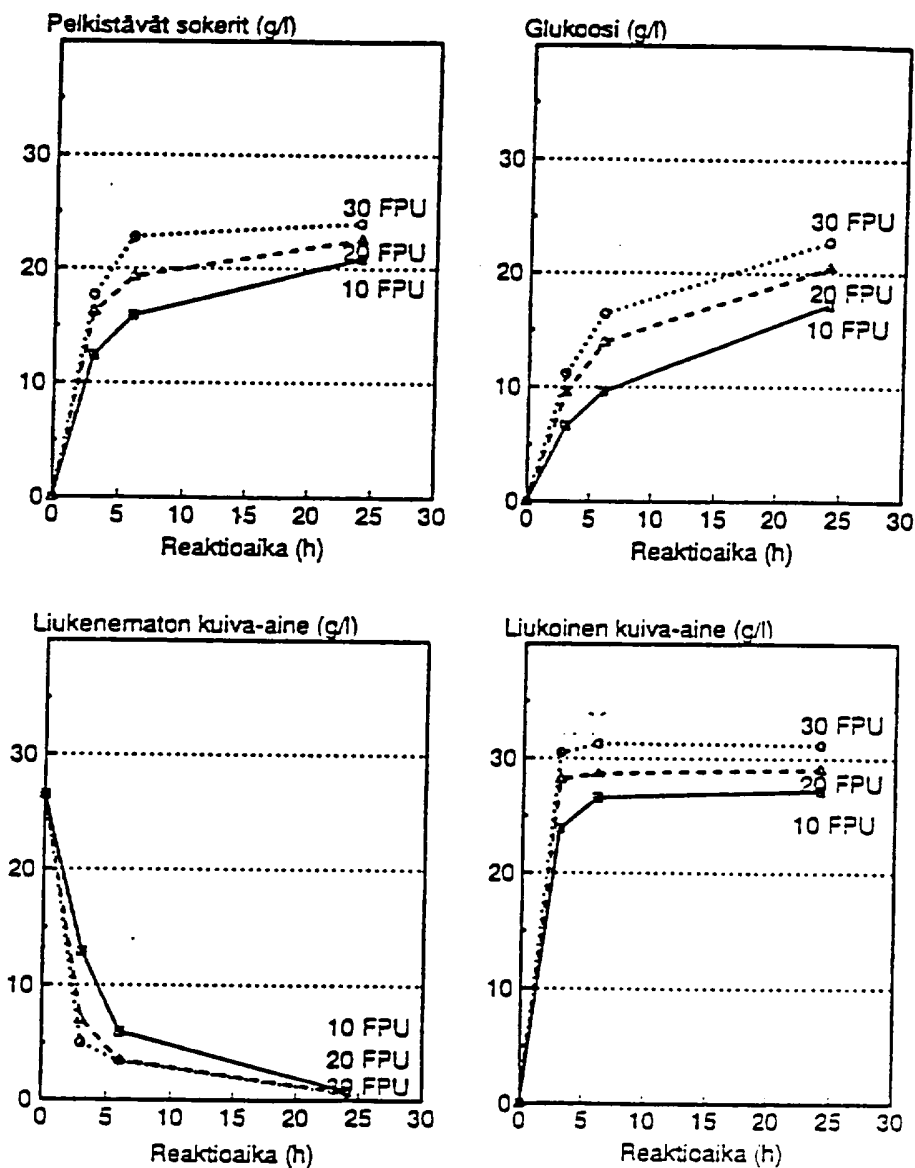 Pelkistävät sokerit (g/l)
30
20
10
0
30 FPU
20 FPU
10 FPU
0 5 10 15 20 25 30
Reaktioaika (h)
Glukoosi (g/l)
30
20
10
0
30 FPU
20 FPU
10 FPU
0 5 10 15 20 25 30
Reaktioaika (h)
Liukenematon kuiva-aine (g/l)
30
20
10
0
10 FPU
20 FPU
30 FPU
0 5 10 15 20 25 30
Reaktioaika (h)
Liukoinen kuiva-aine (g/l)
30
20
10
0
30 FPU
20 FPU
10 FPU
0 5 10 15 20 25 30
Reaktioaika (h)